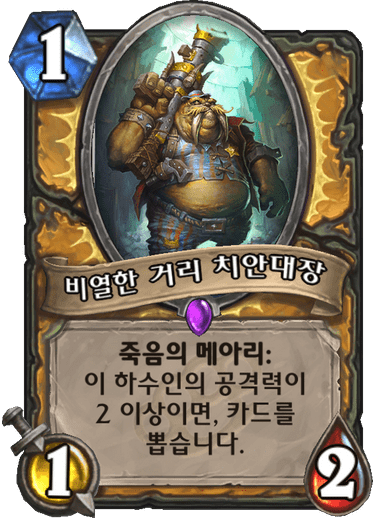 1
비열한 거리 치안대장
죽음의 메아리:
이 하수인의 공격력이
2 이상이면, 카드를
뽑습니다.
1
2